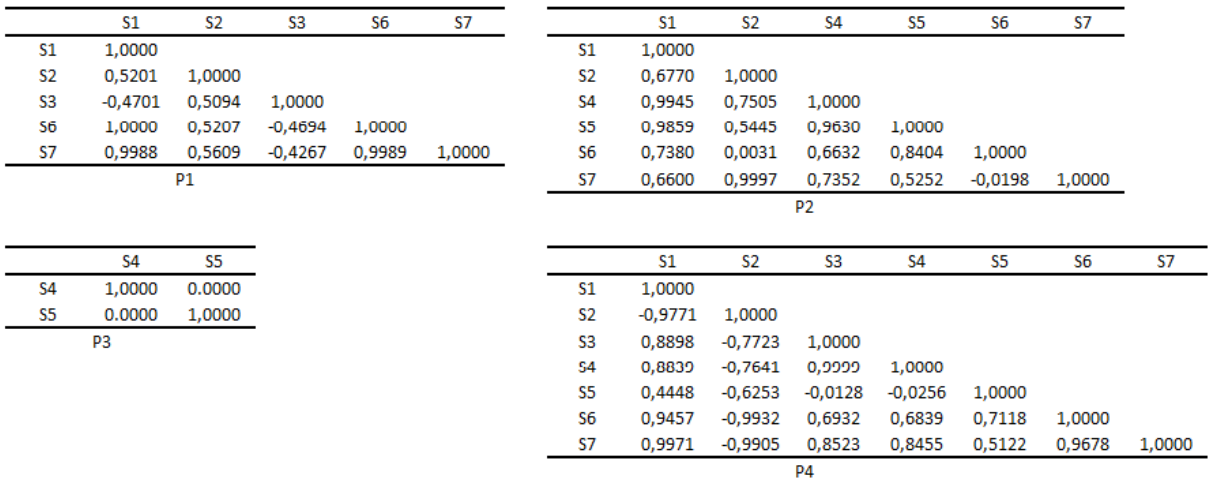 S1 S2 S3 S6 S7
S1 1,0000
S2 0,5201 1,0000
S3 -0,4701 0,5094 1,0000
S6 1,0000 0,5207 -0,4694 1,0000
S7 0,9988 0,5609 -0,4267 0,9989 1,0000
P1
S1 S2 S4 S5 S6 S7
S1 1,0000
S2 0,6770 1,0000
S4 0,9945 0,7505 1,0000
S5 0,9859 0,5445 0,9630 1,0000
S6 0,7380 0,0031 0,6632 0,8404 1,0000
S7 0,6600 0,9997 0,7352 0,5252 -0,0198 1,0000
P2
S4 S5
S4 1,0000 0.0000
S5 0.0000 1,0000
P3
S1 S2 S3 S4 S5 S6 S7
S1 1,0000
S2 -0,9771 1,0000
S3 0,8898 -0,7723 1,0000
S4 0,8839 -0,7641 0,9999 1,0000
S5 0,4448 -0,6253 -0,0128 -0,0256 1,0000
S6 0,9457 -0,9932 0,6932 0,6839 0,7118 1,0000
S7 0,9971 -0,9905 0,8523 0,8455 0,5122 0,9678 1,0000
P4